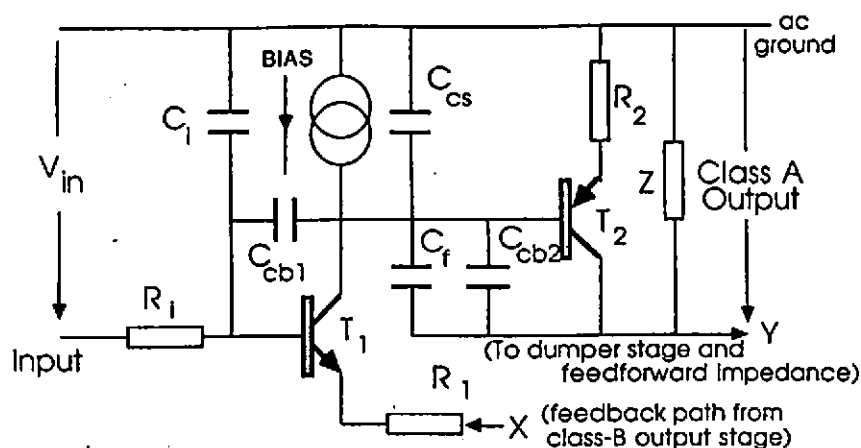 ac
ground
BIAS
C_cs
R_2
C_i
V_in
Z
Class A
Output
T_2
C_cb1
C_f
C_cb2
R_i
T_1
Y
Input
(To dumper stage and
feedforward impedance)
R_1
X (feedback path from
class-B output stage)